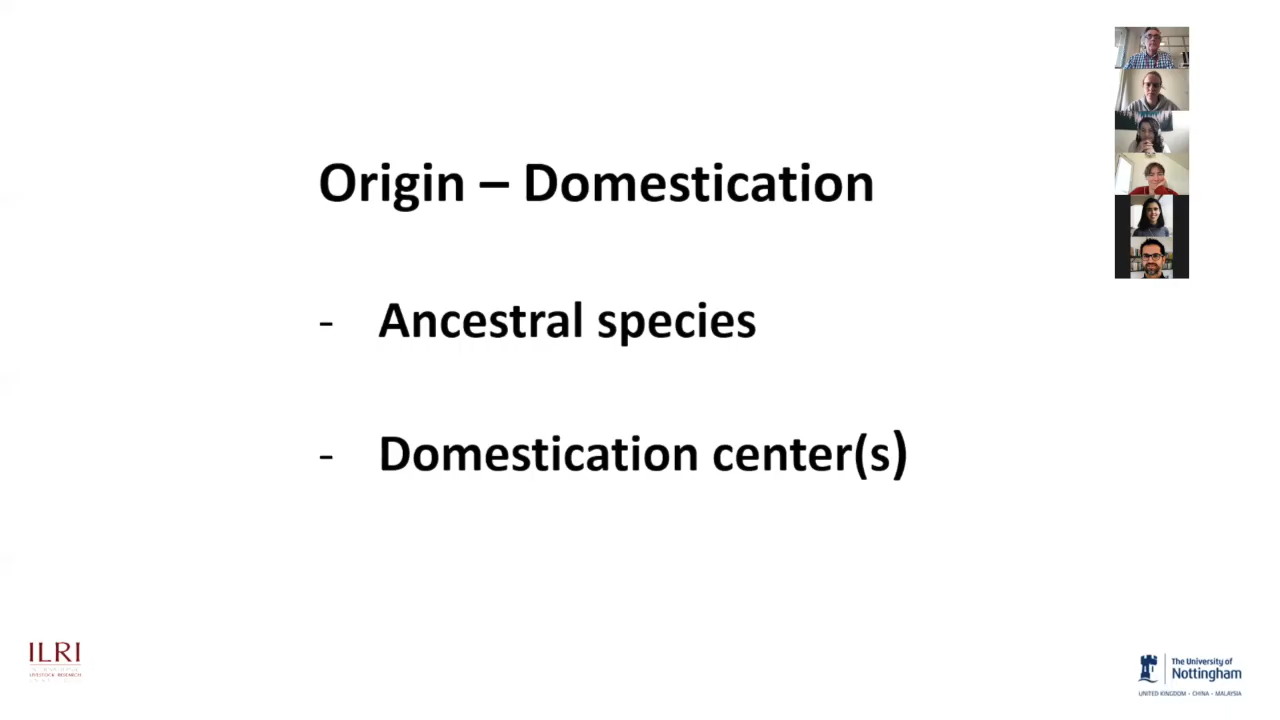 Origin – Domestication
- Ancestral species
- Domestication center(s)
ILRI
LIVESTOCK RESEARCH
The University of
Nottingham
UNITED KINGDOM • CHINA • MALAYSIA